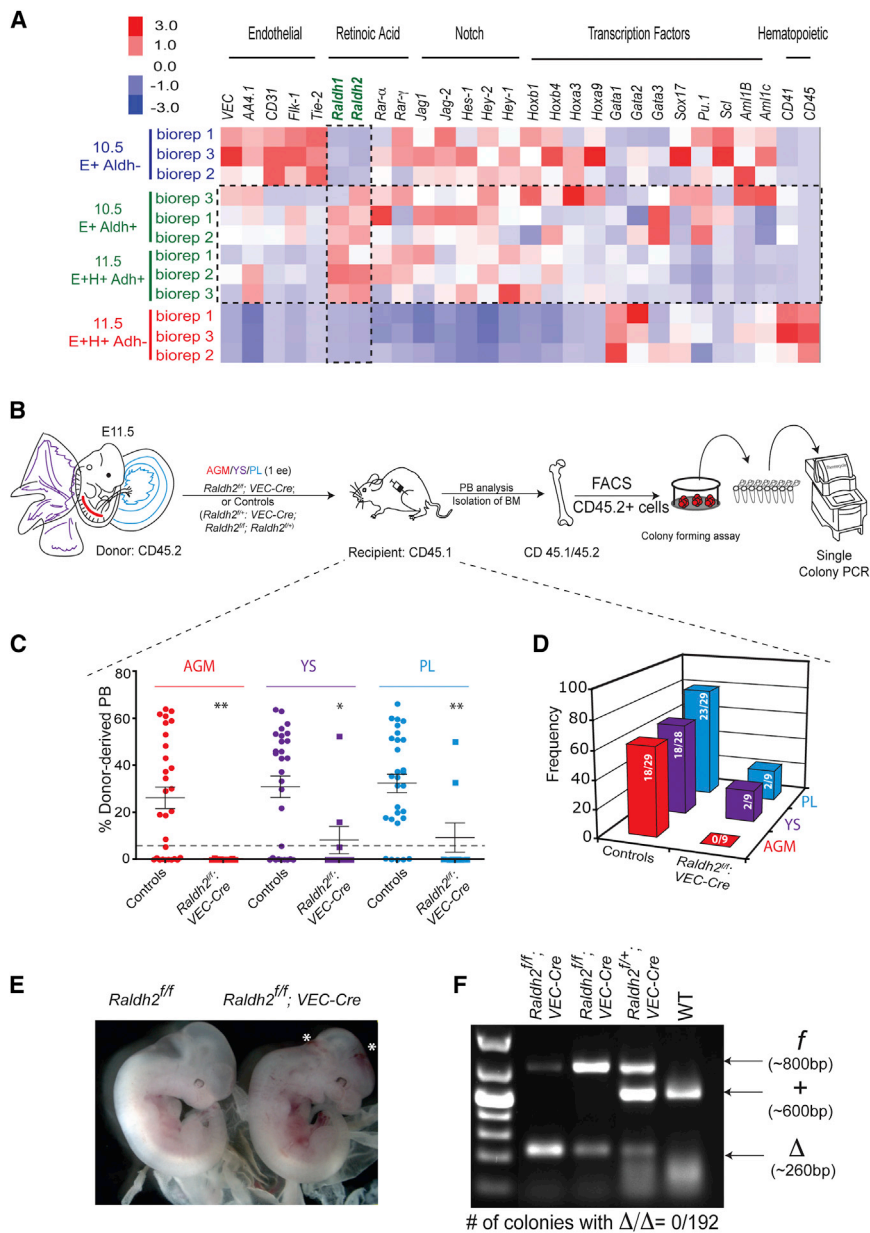 A
3.0
1.0
0.0
-1.0
-3.0
Endothelial
Retinoic Acid
Notch
Transcription Factors
Hematopoietic
VEC
AA4.1
CD31
Flk-1
Tie-2
Raldh1
Raldh2
Rar-α
Rar-γ
Jag1
Jag-2
Hes-1
Hey-2
Hey-1
Hoxb1
Hoxb4
Hoxa3
Hoxa9
Gata1
Gata2
Gata3
Sox17
Pu.1
Scl
Aml1B
Aml1c
CD41
CD45
10.5
E+ Aldh-
biorep 1
biorep 3
biorep 2
10.5
E+ Aldh+
biorep 3
biorep 1
biorep 2
11.5
E+H+ Adh+
biorep 1
biorep 2
biorep 3
11.5
E+H+ Adh-
biorep 1
biorep 3
biorep 2
B
E11.5
Donor: CD45.2
AGM/YS/PL (1 ee)
Raldh2f/f; VEC-Cre;
or Controls
(Raldh2f/+: VEC-Cre;
Raldh2f/f; Raldh2f/+)
Recipient: CD45.1
PB analysis
Isolation of BM
CD 45.1/45.2
FACS
CD45.2+ cells
Colony forming assay
Single
Colony PCR
C
AGM
YS
PL
**
*
**
% Donor-derived PB
80
60
40
20
0
Controls
Raldh2f/f:
VEC-Cre
Controls
Raldh2f/f:
VEC-Cre
Controls
Raldh2f/f:
VEC-Cre
D
Frequency
100
80
60
40
20
0
18/29
18/28
23/29
0/9
2/9
2/9
PL
YS
AGM
Controls
Raldh2f/f:
VEC-Cre
E
Raldh2f/f
Raldh2f/f; VEC-Cre
*
*
F
Raldh2f/f;
VEC-Cre
Raldh2f/f;
VEC-Cre
Raldh2f/+;
VEC-Cre
WT
f
(~800bp)
+
(~600bp)
Δ
(~260bp)
# of colonies with Δ/Δ= 0/192